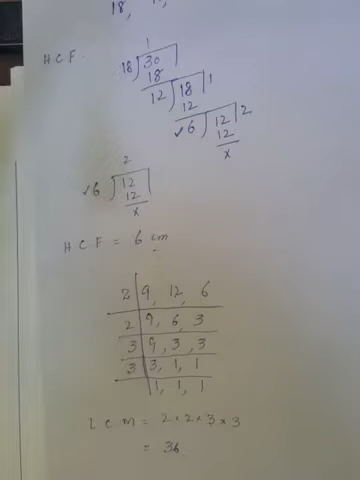 18,
1
HCF 18 30
18
12 18 1
12
6 12 2
12
x
2
6 12
12
x
HCF = 6 cm
2 9, 12, 6
2 9, 6, 3
3 9, 3, 3
3 3, 1, 1
1, 1, 1
LCM = 2 × 2 × 3 × 3
= 36